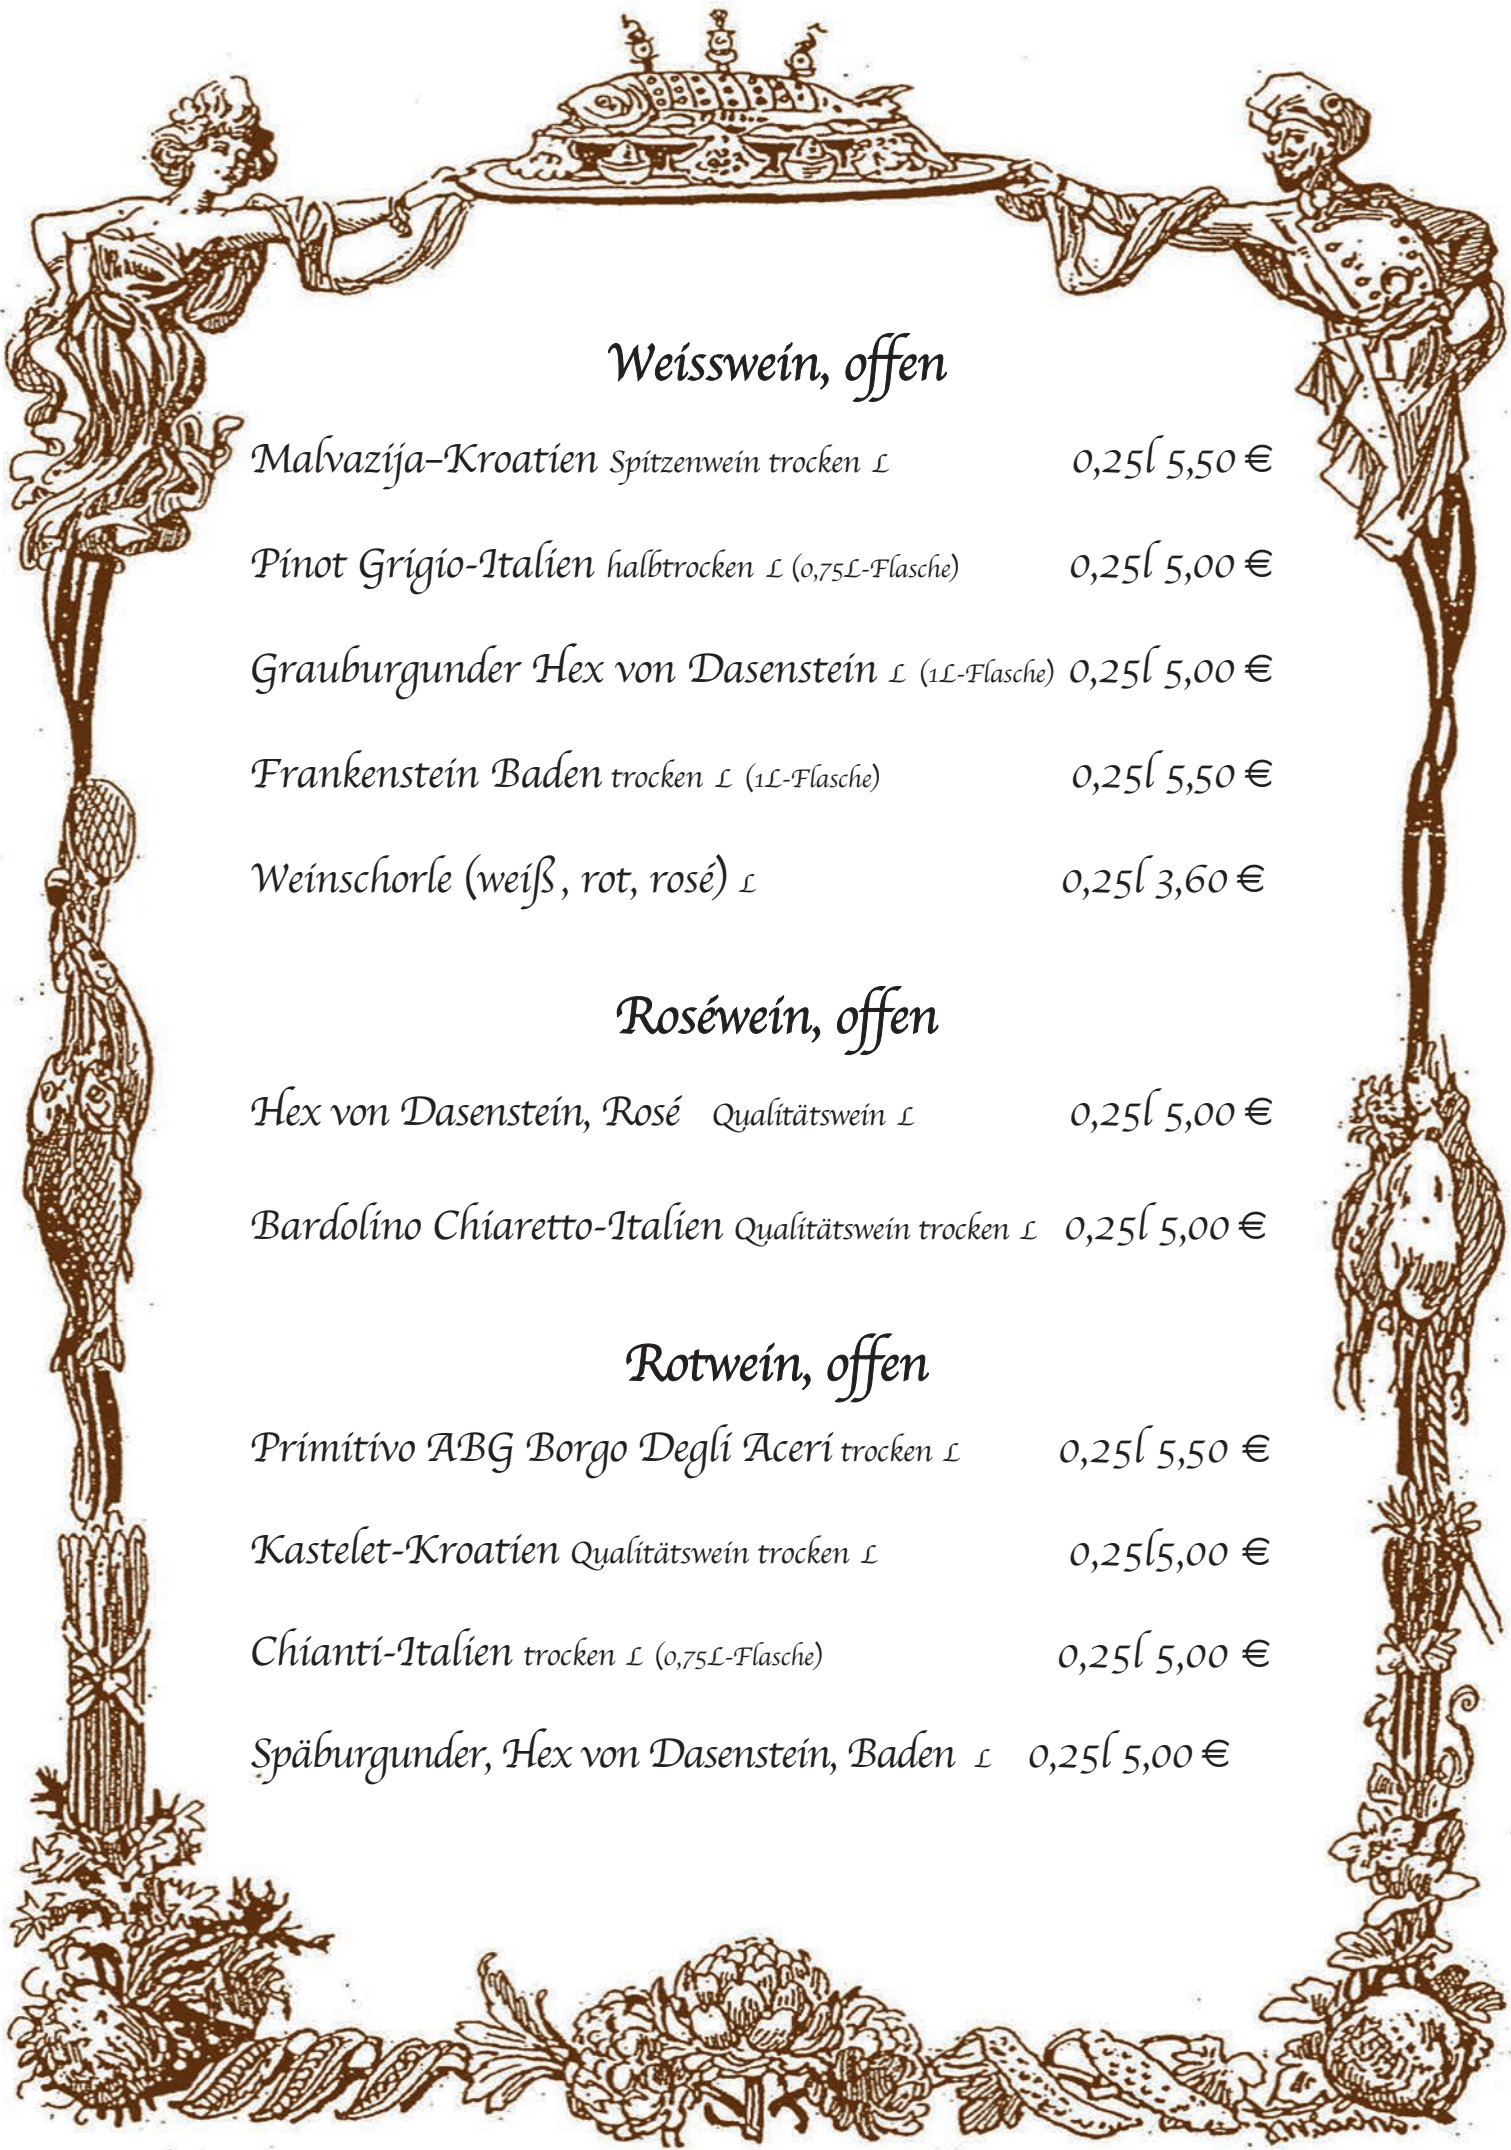 Weisswein, offen
Malvazija–Kroatien Spitzenwein trocken L 0,25l 5,50 €
Pinot Grigio-Italien halbtrocken L (0,75L-Flasche) 0,25l 5,00 €
Grauburgunder Hex von Dasenstein L (1L-Flasche) 0,25l 5,00 €
Frankenstein Baden trocken L (1L-Flasche) 0,25l 5,50 €
Weinschorle (weiß, rot, rosé) L 0,25l 3,60 €
Roséwein, offen
Hex von Dasenstein, Rosé Qualitätswein L 0,25l 5,00 €
Bardolino Chiaretto-Italien Qualitätswein trocken L 0,25l 5,00 €
Rotwein, offen
Primitivo ABG Borgo Degli Aceri trocken L 0,25l 5,50 €
Kastelet-Kroatien Qualitätswein trocken L 0,25l5,00 €
Chianti-Italien trocken L (0,75L-Flasche) 0,25l 5,00 €
Späburgunder, Hex von Dasenstein, Baden L 0,25l 5,00 €